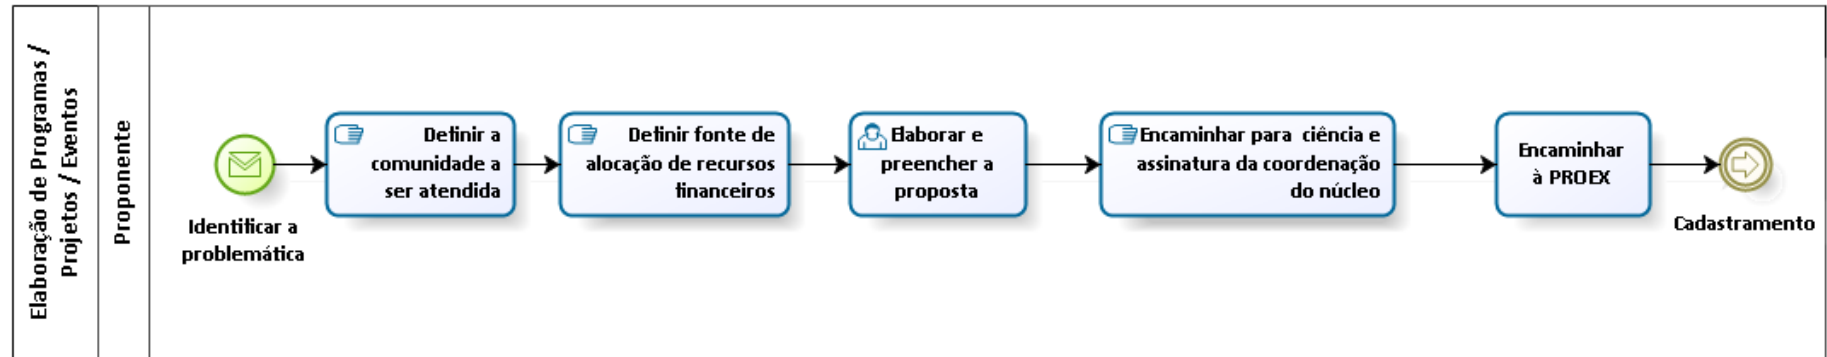 Elaboração de Programas /
Projetos / Eventos
Proponente
Identificar a
problemática
Definir a
comunidade a
ser atendida
Definir fonte de
alocação de recursos
financeiros
Elaborar e
preencher a
proposta
Encaminhar para ciência e
assinatura da coordenação
do núcleo
Encaminhar
à PROEX
Cadastramento